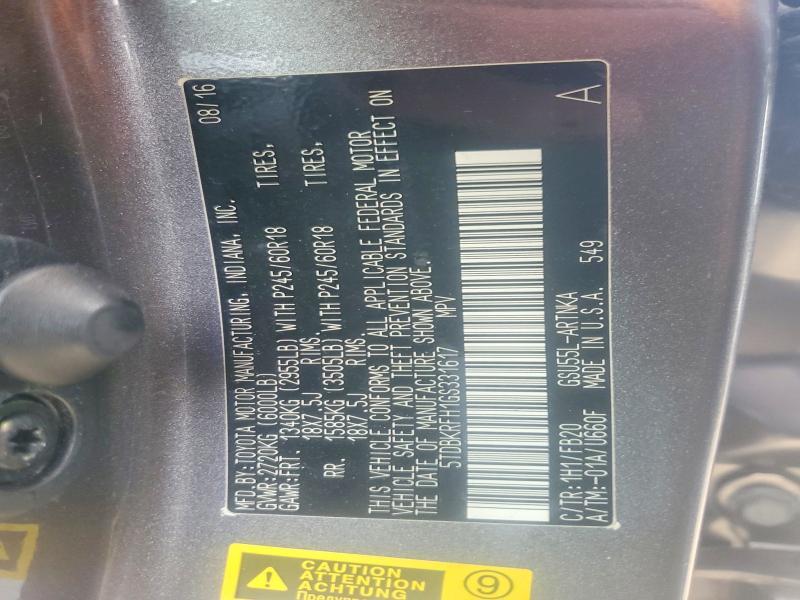 MFD.BY:TOYOTA MOTOR MANUFACTURING, INDIANA, INC. 08/16
GVWR:2720KG (6000LB)
GAWR:FRT. 1340KG (2955LB) WITH P245/60R18 TIRES,
18X7.5J RIMS,
RR. 1585KG (3505LB) WITH P245/60R18 TIRES,
18X7.5J RIMS,
THIS VEHICLE CONFORMS TO ALL APPLICABLE FEDERAL MOTOR
VEHICLE SAFETY AND THEFT PREVENTION STANDARDS IN EFFECT ON
THE DATE OF MANUFACTURE SHOWN ABOVE.
5TDBKRFH1GS331617 MPV
C/TR:1H1/FB20 GSU55L-ARTNKA A
A/TM:-01A/U660F MADE IN U.S.A. 549
CAUTION
ATTENTION
ACHTUNG
9